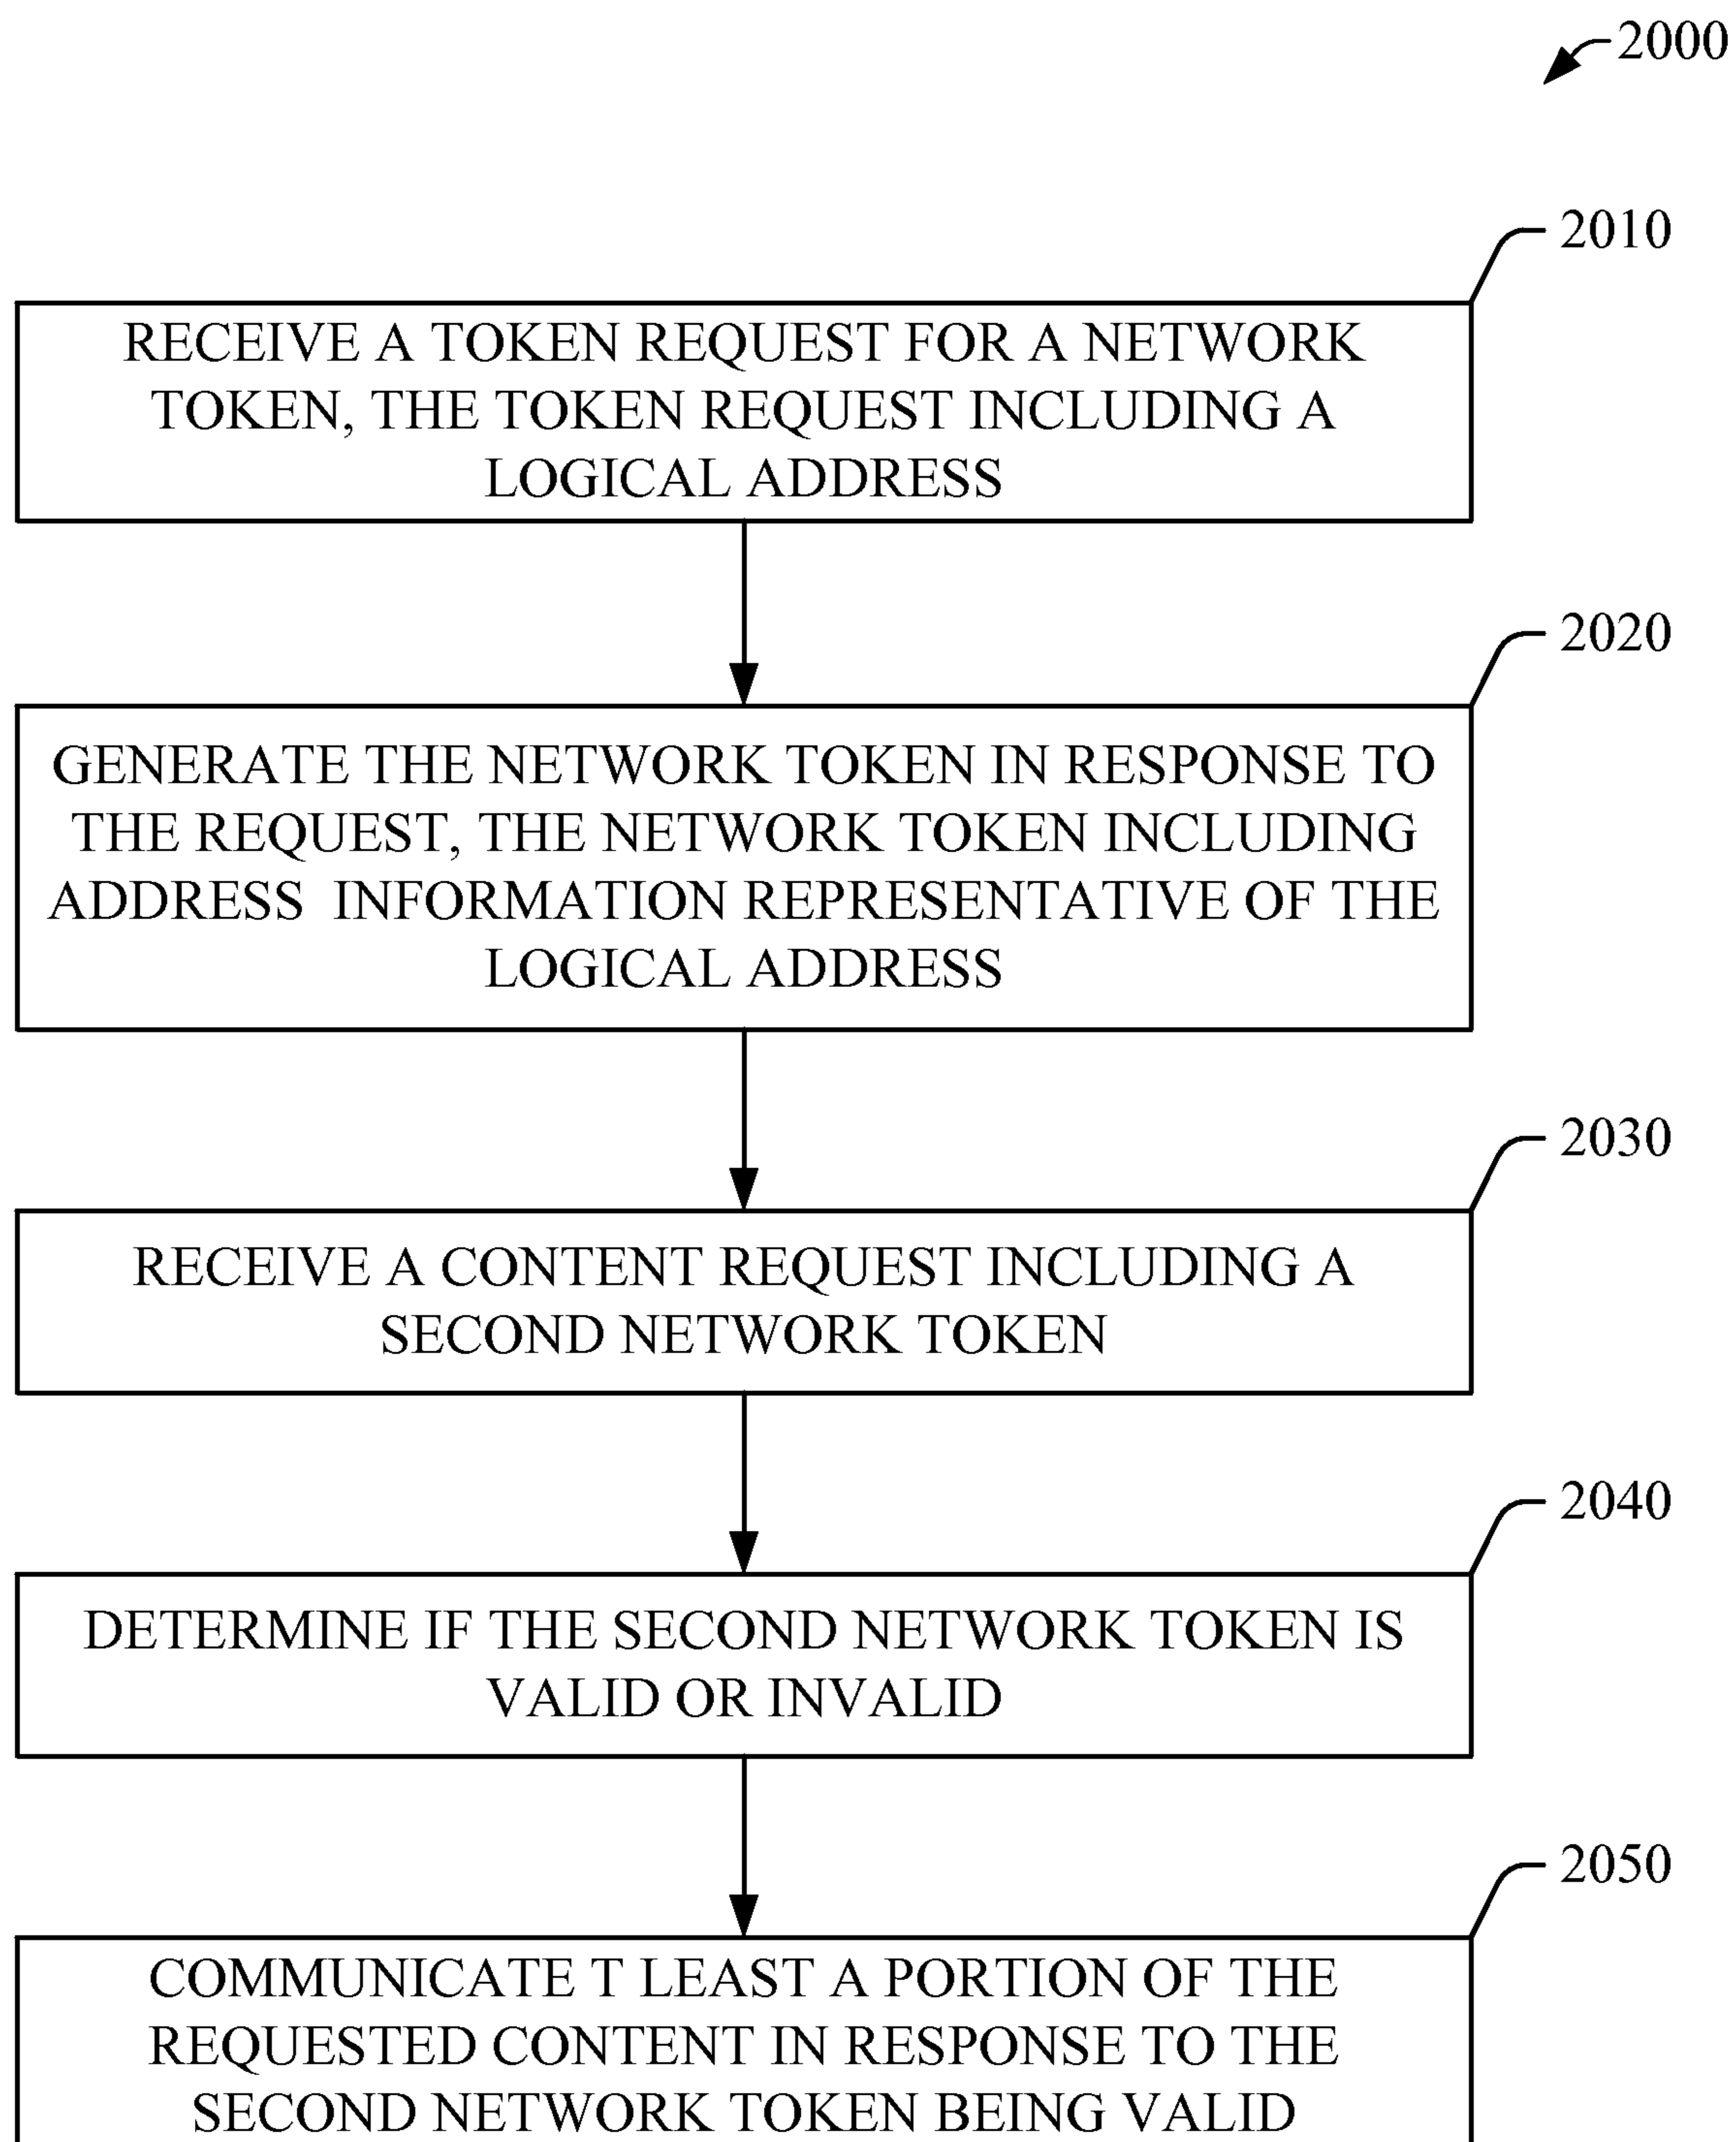 2000
2010
RECEIVE A TOKEN REQUEST FOR A NETWORK
TOKEN, THE TOKEN REQUEST INCLUDING A
LOGICAL ADDRESS
2020
GENERATE THE NETWORK TOKEN IN RESPONSE TO
THE REQUEST, THE NETWORK TOKEN INCLUDING
ADDRESS INFORMATION REPRESENTATIVE OF THE
LOGICAL ADDRESS
2030
RECEIVE A CONTENT REQUEST INCLUDING A
SECOND NETWORK TOKEN
2040
DETERMINE IF THE SECOND NETWORK TOKEN IS
VALID OR INVALID
2050
COMMUNICATE T LEAST A PORTION OF THE
REQUESTED CONTENT IN RESPONSE TO THE
SECOND NETWORK TOKEN BEING VALID